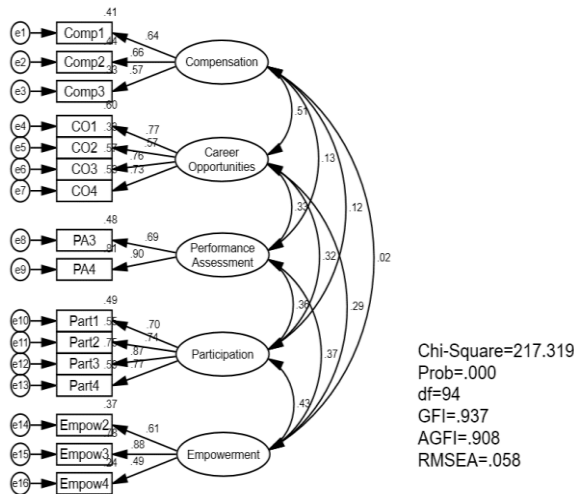 .41
e1 Comp1 .64
.44
e2 Comp2 .66 Compensation
.33
e3 Comp3 .57
.60
.51
e4 CO1 .77
e5 CO2 .57
.13
.57
e6 CO3 .76 Career
Opportunities
.73
e7 CO4
.33
.12
.48
e8 PA3 .69 Performance
Assessment
.02
.81
e9 PA4 .90
.32
.36
.29
.49
e10 Part1 .70
.55
e11 Part2 .74
e12 Part3 .87 Participation
.37
e13 Part4 .77
.37
.43
e14 Empow2 .61
.78
e15 Empow3 .88 Empowerment
.24
e16 Empow4 .49
Chi-Square=217.319
Prob=.000
df=94
GFI=.937
AGFI=.908
RMSEA=.058